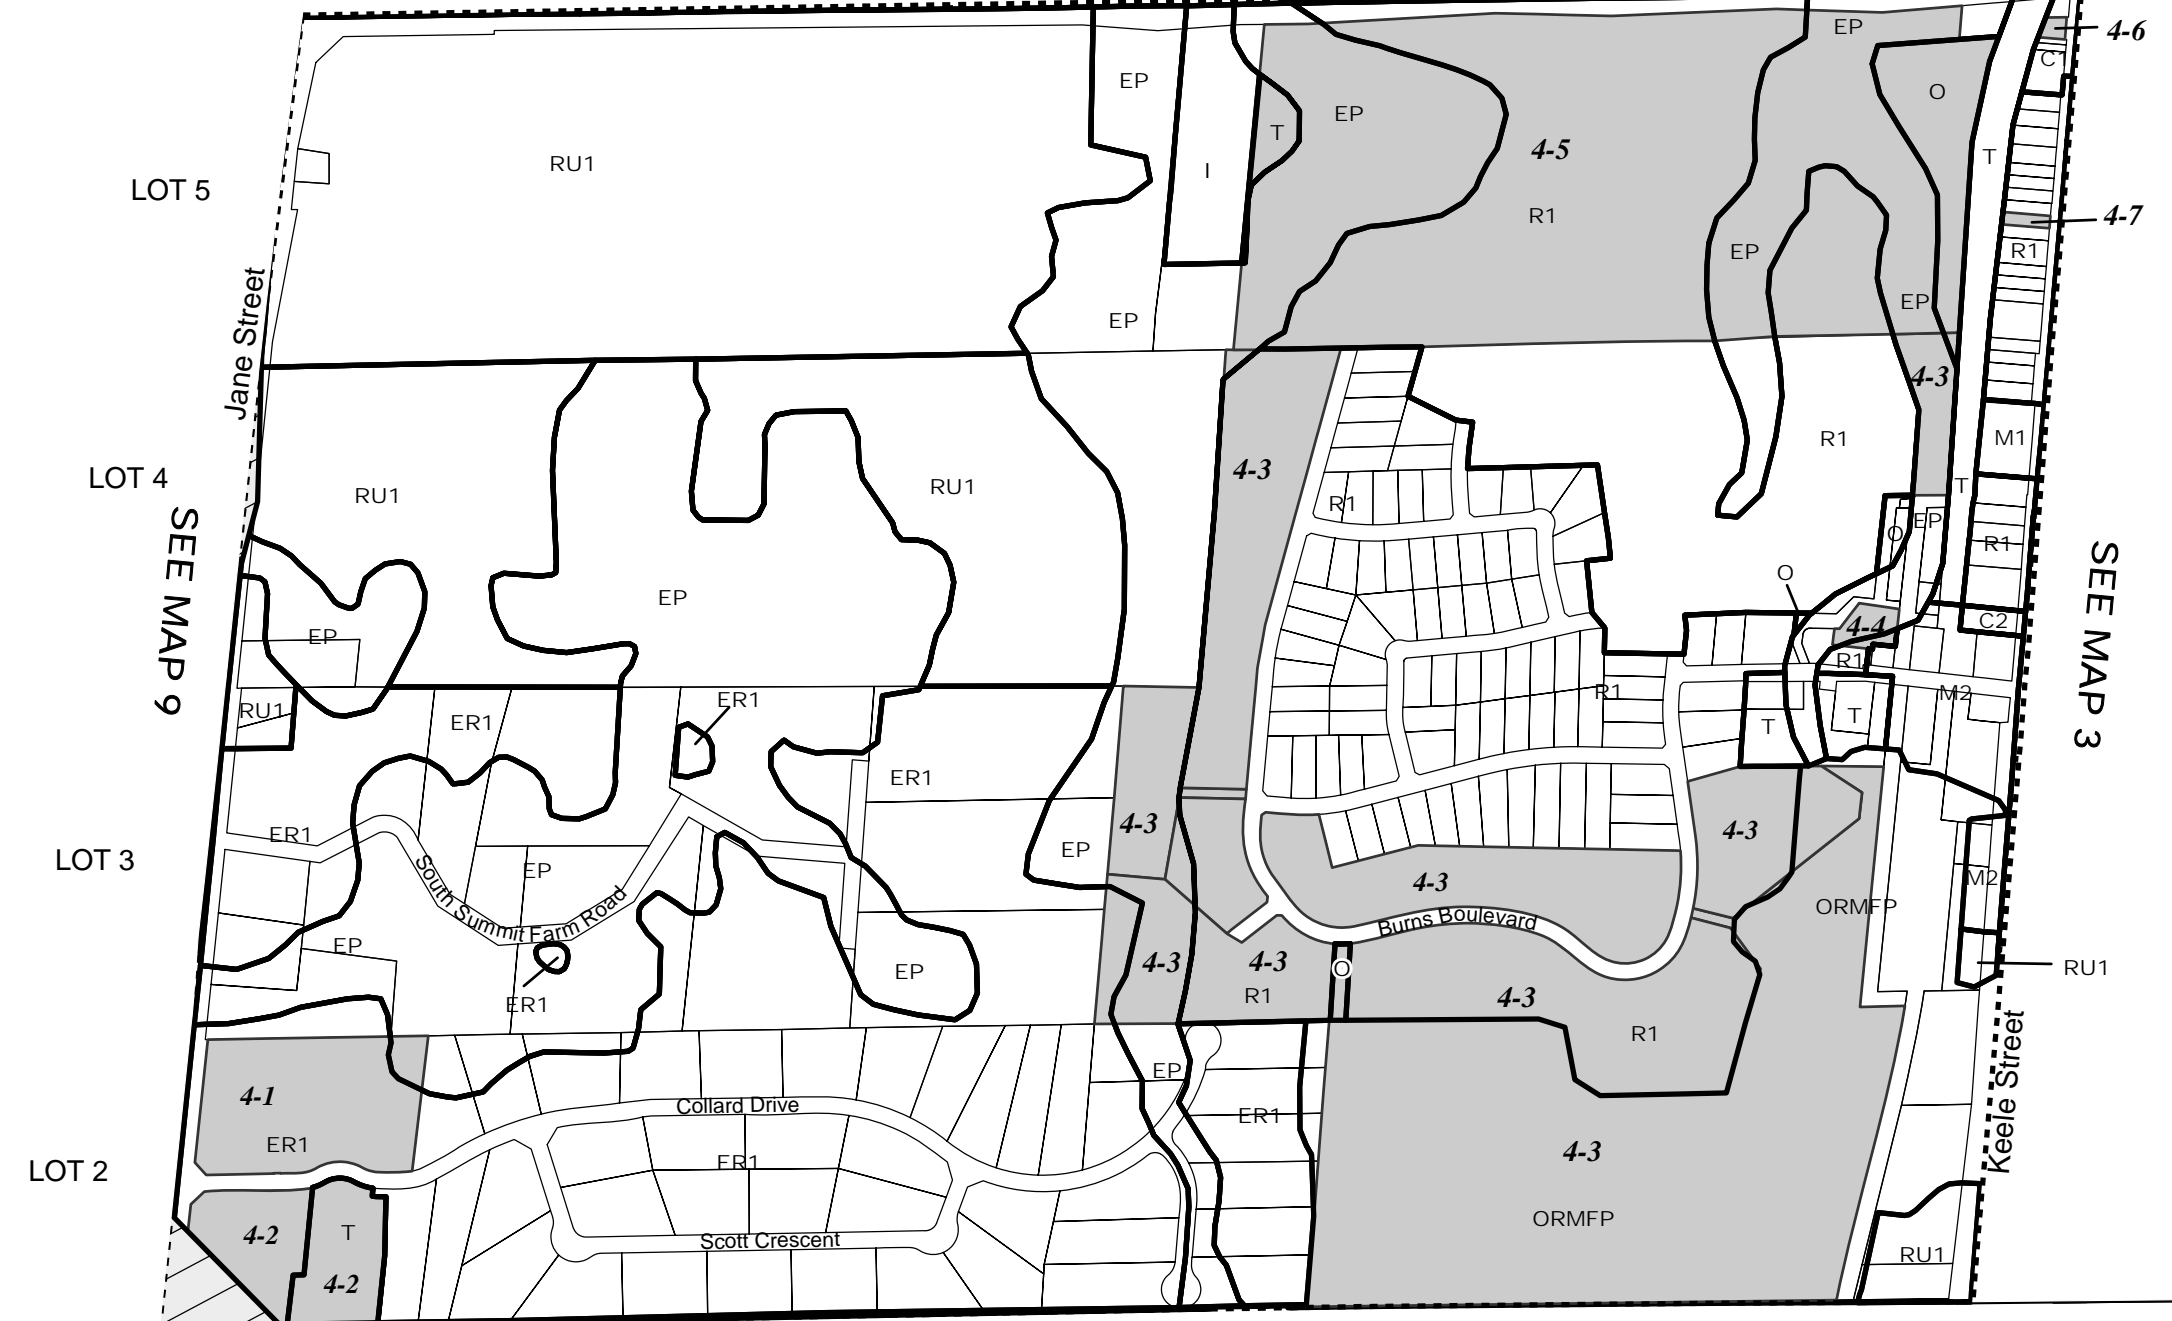 EP
4-6
C1
EP
O
EP
T
4-5
T
RU1
I
LOT 5
R1
4-7
EP
R1
EP
EP
Jane Street
4-3
R1
M1
4-3
LOT 4
RU1
RU1
R1
T
EP
O
R1
SEE MAP 9
SEE MAP 3
O
EP
C2
4-4
EP
R1
R1
M2
ER1
RU1
ER1
T
T
ER1
4-3
4-3
ER1
EP
LOT 3
EP
South Summit Farm Road
4-3
M2
ORMFP
Burns Boulevard
EP
4-3
4-3
O
RU1
EP
R1
4-3
ER1
R1
Keele Street
EP
4-1
Collard Drive
ER1
ER1
ER1
4-3
LOT 2
ORMFP
4-2
T
Scott Crescent
RU1
4-2